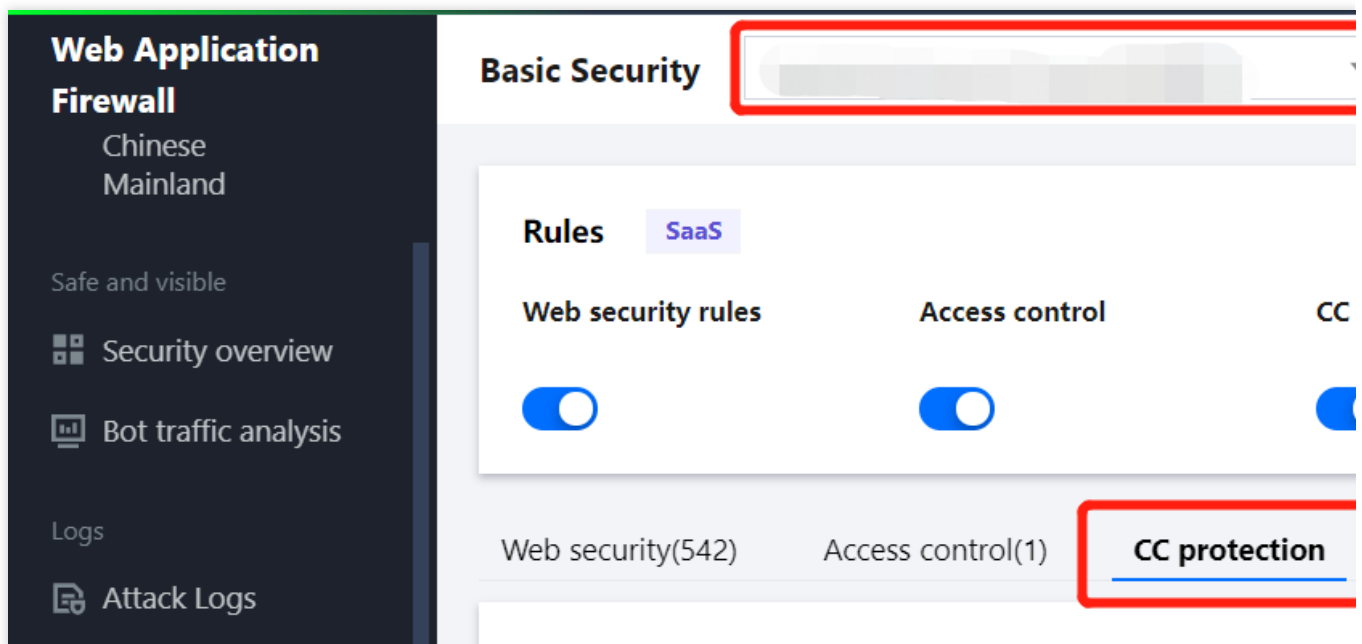 Web Application
Firewall
Chinese
Mainland
Safe and visible
Security overview
Bot traffic analysis
Logs
Attack Logs
Basic Security
Rules SaaS
Web security rules Access control CC
Web security(542) Access control(1) CC protection